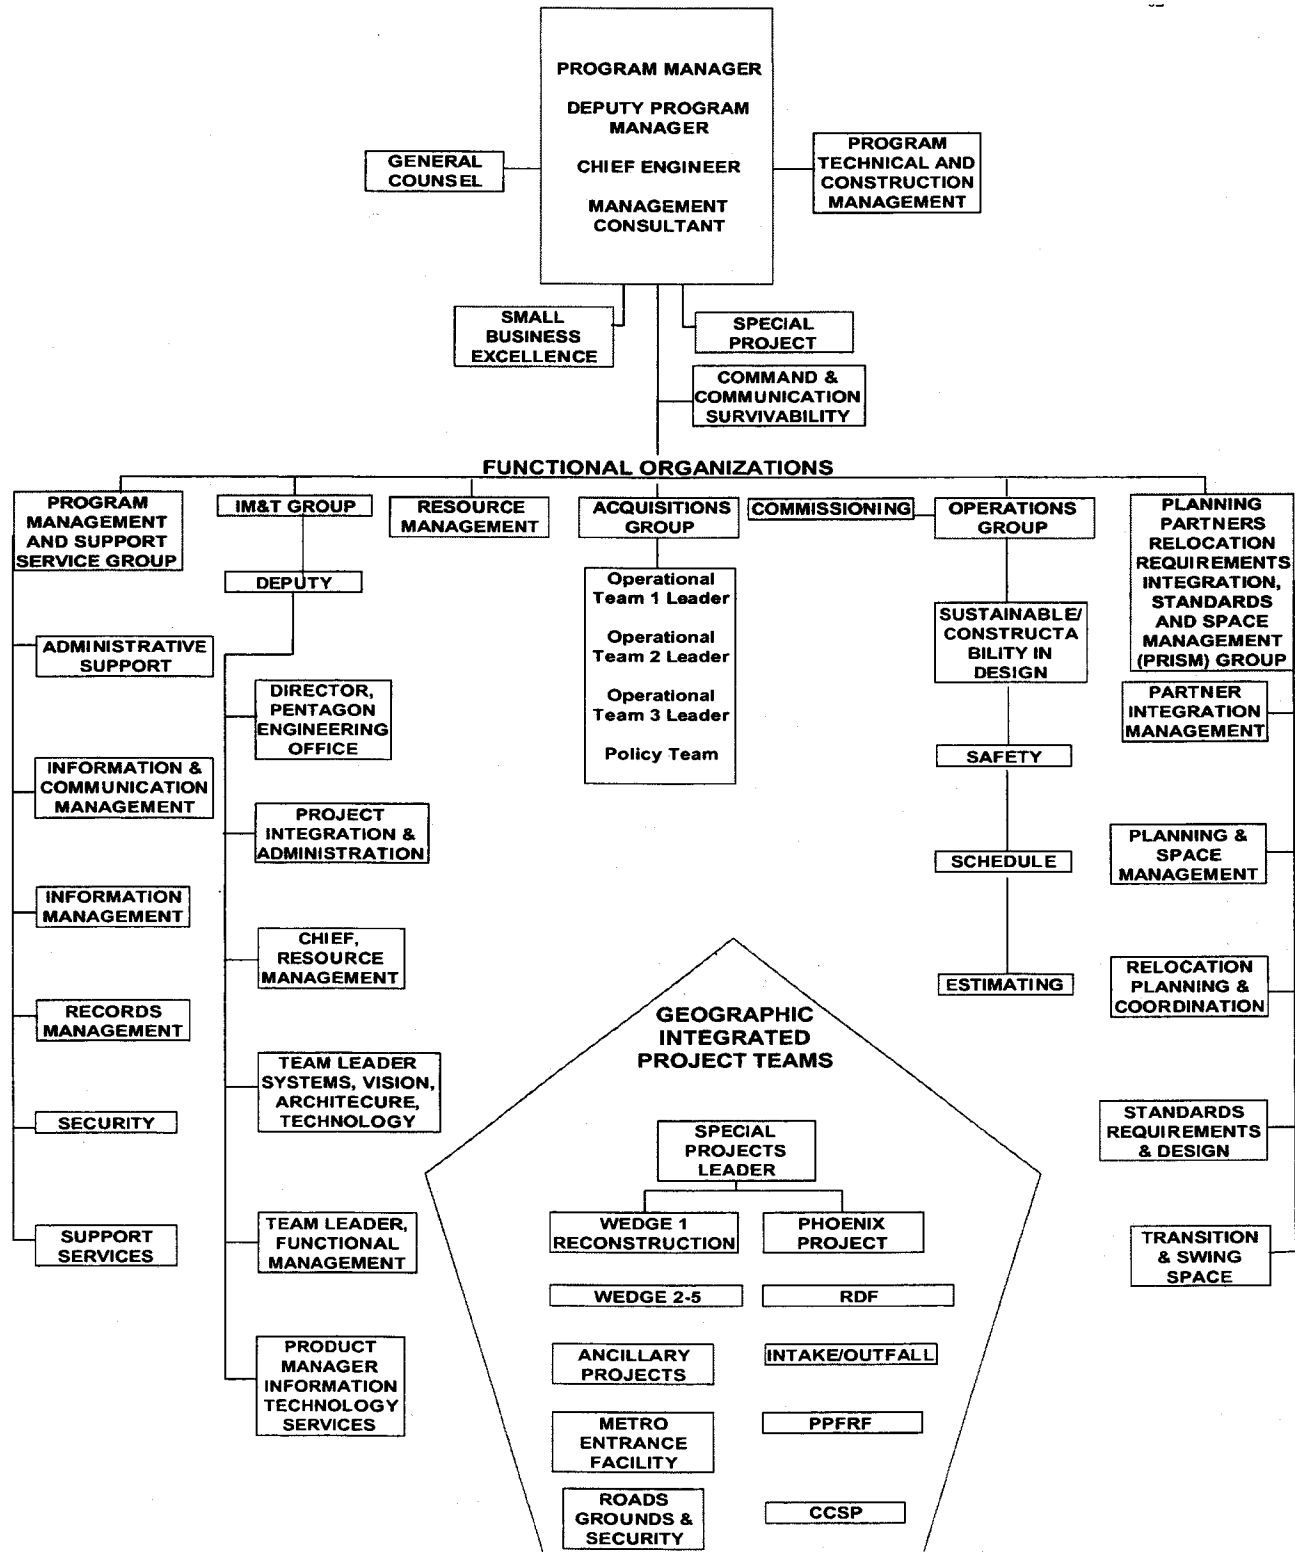 PROGRAM MANAGER
DEPUTY PROGRAM
MANAGER
CHIEF ENGINEER
MANAGEMENT
CONSULTANT
GENERAL
COUNSEL
PROGRAM
TECHNICAL AND
CONSTRUCTION
MANAGEMENT
SMALL
BUSINESS
EXCELLENCE
SPECIAL
PROJECT
COMMAND &
COMMUNICATION
SURVIVABILITY
FUNCTIONAL ORGANIZATIONS
PROGRAM
MANAGEMENT
AND SUPPORT
SERVICE GROUP
ADMINISTRATIVE
SUPPORT
INFORMATION &
COMMUNICATION
MANAGEMENT
INFORMATION
MANAGEMENT
RECORDS
MANAGEMENT
SECURITY
SUPPORT
SERVICES
IM&T GROUP
DEPUTY
DIRECTOR,
PENTAGON
ENGINEERING
OFFICE
PROJECT
INTEGRATION &
ADMINISTRATION
CHIEF,
RESOURCE
MANAGEMENT
TEAM LEADER
SYSTEMS, VISION,
ARCHITECURE,
TECHNOLOGY
TEAM LEADER,
FUNCTIONAL
MANAGEMENT
PRODUCT
MANAGER
INFORMATION
TECHNOLOGY
SERVICES
RESOURCE
MANAGEMENT
ACQUISITIONS
GROUP
Operational
Team 1 Leader
Operational
Team 2 Leader
Operational
Team 3 Leader
Policy Team
COMMISSIONING
OPERATIONS
GROUP
SUSTAINABLE/
CONSTRUCTA
BILITY IN
DESIGN
SAFETY
SCHEDULE
ESTIMATING
PLANNING
PARTNERS
RELOCATION
REQUIREMENTS
INTEGRATION,
STANDARDS
AND SPACE
MANAGEMENT
(PRISM) GROUP
PARTNER
INTEGRATION
MANAGEMENT
PLANNING &
SPACE
MANAGEMENT
RELOCATION
PLANNING &
COORDINATION
STANDARDS
REQUIREMENTS
& DESIGN
TRANSITION
& SWING
SPACE
GEOGRAPHIC
INTEGRATED
PROJECT TEAMS
SPECIAL
PROJECTS
LEADER
WEDGE 1
RECONSTRUCTION
PHOENIX
PROJECT
WEDGE 2-5
RDF
ANCILLARY
PROJECTS
INTAKE/OUTFALL
METRO
ENTRANCE
FACILITY
PPFRF
ROADS
GROUNDS &
SECURITY
CCSP